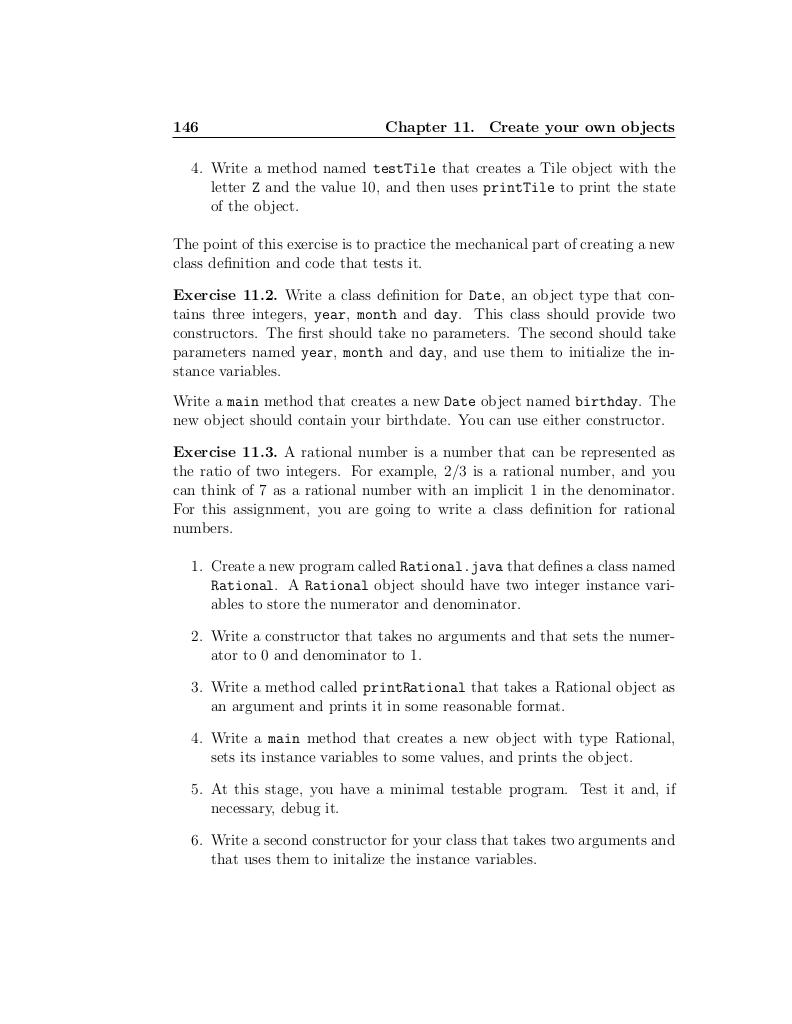 146 Chapter 11. Create your own objects
4. Write a method named testTile that creates a Tile object with the
letter Z and the value 10, and then uses printTile to print the state
of the object.
The point of this exercise is to practice the mechanical part of creating a new
class definition and code that tests it.
Exercise 11.2. Write a class definition for Date, an object type that con-
tains three integers, year, month and day. This class should provide two
constructors. The first should take no parameters. The second should take
parameters named year, month and day, and use them to initialize the in-
stance variables.
Write a main method that creates a new Date object named birthday. The
new object should contain your birthdate. You can use either constructor.
Exercise 11.3. A rational number is a number that can be represented as
the ratio of two integers. For example, 2/3 is a rational number, and you
can think of 7 as a rational number with an implicit 1 in the denominator.
For this assignment, you are going to write a class definition for rational
numbers.
1. Create a new program called Rational.java that defines a class named
Rational. A Rational object should have two integer instance vari-
ables to store the numerator and denominator.
2. Write a constructor that takes no arguments and that sets the numer-
ator to 0 and denominator to 1.
3. Write a method called printRational that takes a Rational object as
an argument and prints it in some reasonable format.
4. Write a main method that creates a new object with type Rational,
sets its instance variables to some values, and prints the object.
5. At this stage, you have a minimal testable program. Test it and, if
necessary, debug it.
6. Write a second constructor for your class that takes two arguments and
that uses them to initalize the instance variables.